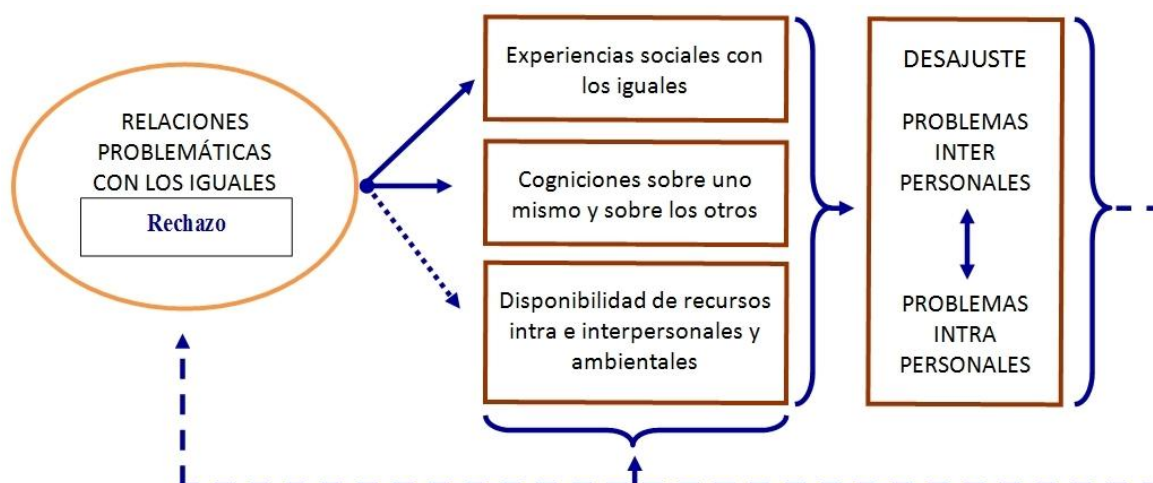 RELACIONES
PROBLEMÁTICAS
CON LOS IGUALES
Rechazo
Experiencias sociales con
los iguales
Cogniciones sobre uno
mismo y sobre los otros
Disponibilidad de recursos
intra e interpersonales y
ambientales
DESAJUSTE
PROBLEMAS
INTER
PERSONALES
PROBLEMAS
INTRA
PERSONALES